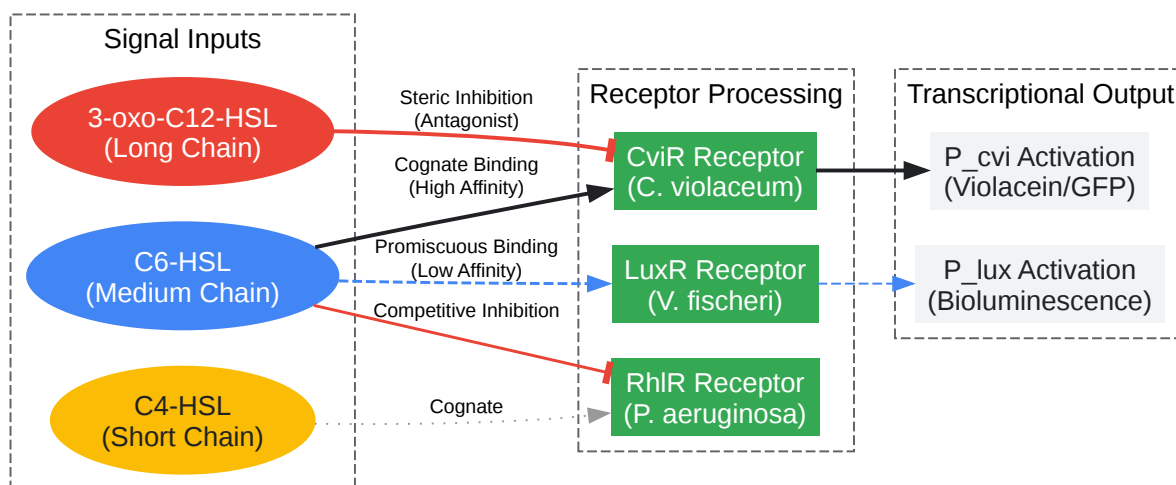 Signal Inputs
3-oxo-C12-HSL
(Long Chain)
C6-HSL
(Medium Chain)
C4-HSL
(Short Chain)
Steric Inhibition
(Antagonist)
Cognate Binding
(High Affinity)
Promiscuous Binding
(Low Affinity)
Competitive Inhibition
Cognate
Receptor Processing
CviR Receptor
(C. violaceum)
LuxR Receptor
(V. fischeri)
RhlR Receptor
(P. aeruginosa)
Transcriptional Output
P_cvi Activation
(Violacein/GFP)
P_lux Activation
(Bioluminescence)